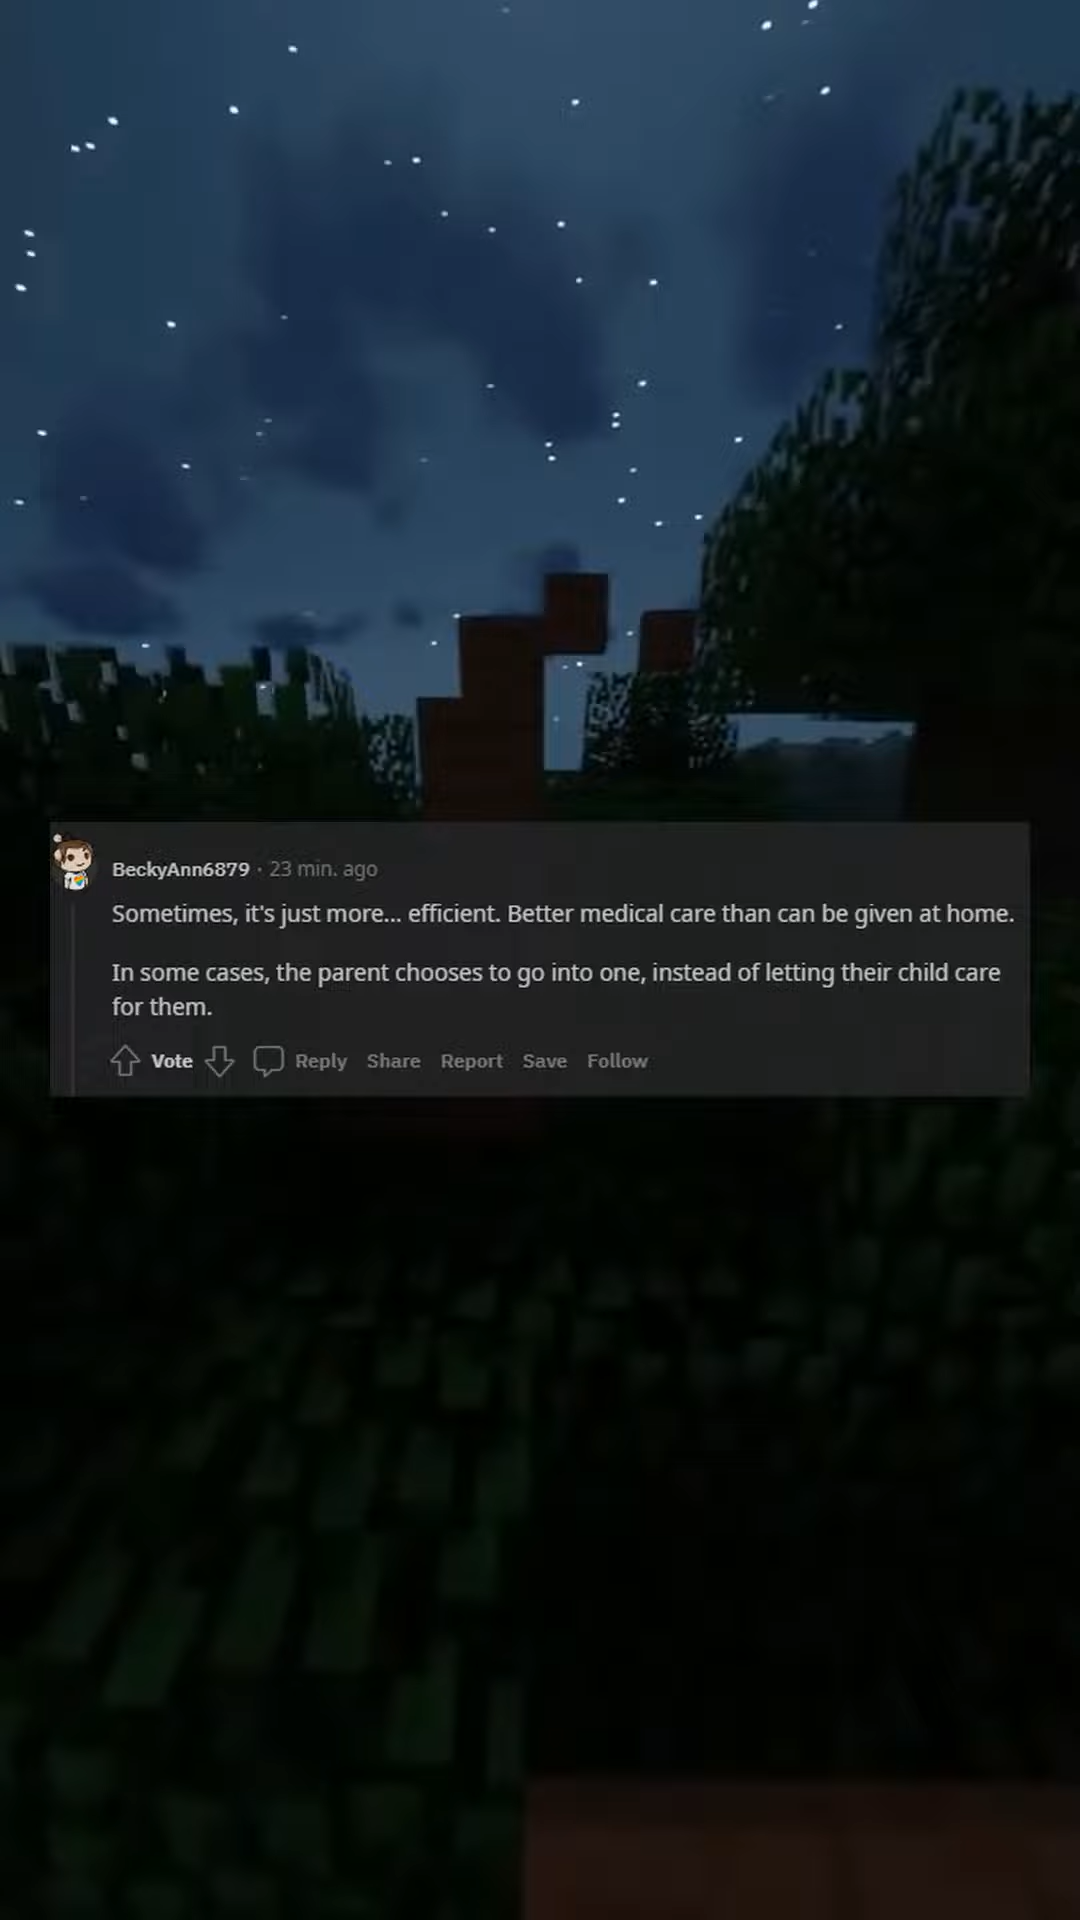 BeckyAnn6879 · 23 min. ago
Sometimes, it's just more... efficient. Better medical care than can be given at home.
In some cases, the parent chooses to go into one, instead of letting their child care
for them.
Vote Reply Share Report Save Follow